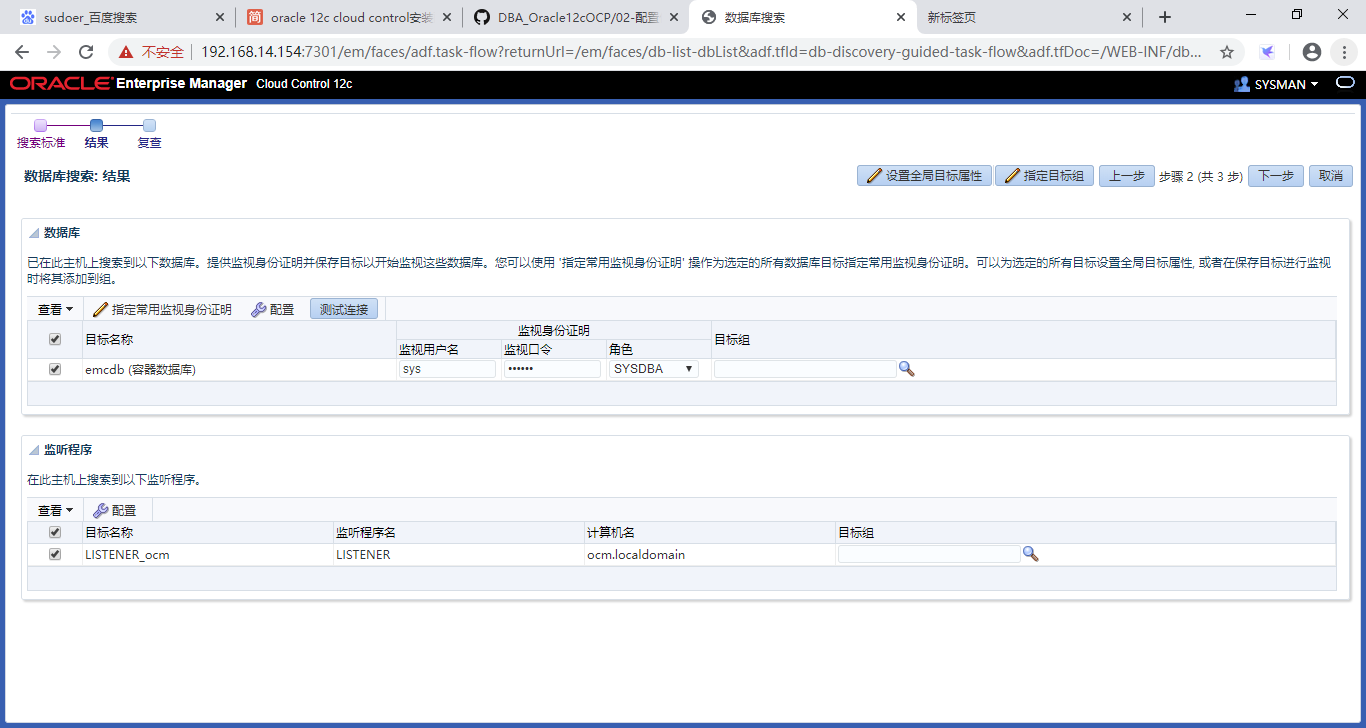 sudoer_百度搜索
简 oracle 12c cloud control安装
DBA_Oracle12cOCP/02-配置
数据库搜索
新标签页
不安全 192.168.14.154:7301/em/faces/adf.task-flow?returnUrl=/em/faces/db-list-dbList&adf.tfId=db-discovery-guided-task-flow&adf.tfDoc=/WEB-INF/db...
ORACLE Enterprise Manager Cloud Control 12c
SYSMAN
搜索标准 结果 复查
数据库搜索: 结果
设置全局目标属性 指定目标组 上一步 步骤 2 (共 3 步) 下一步 取消
数据库
已在此主机上搜索到以下数据库。提供监视身份证明并保存目标以开始监视这些数据库。您可以使用 '指定常用监视身份证明' 操作为选定的所有数据库目标指定常用监视身份证明。可以为选定的所有目标设置全局目标属性, 或者在保存目标进行监视
时将其添加到组。
查看 指定常用监视身份证明 配置 测试连接
目标名称 监视身份证明 目标组
监视用户名 监视口令 角色
emcdb (容器数据库) sys •••••• SYSDBA
监听程序
在此主机上搜索到以下监听程序。
查看 配置
目标名称 监听程序名 计算机名 目标组
LISTENER_ocm LISTENER ocm.localdomain